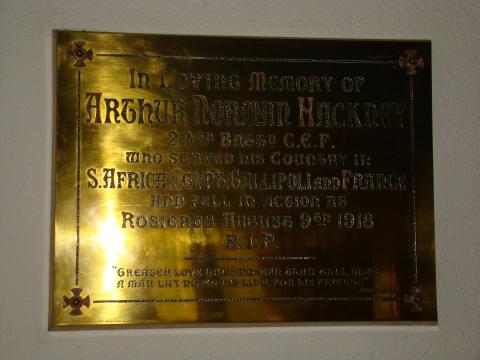 In Loving Memory of
Arthur Norman Hackney
29th Battn C.E.F.
who served his Country in
S. Africa, Egypt, Gallipoli and France
and fell in action at
Rosieres August 9th 1918
R.I.P.
"Greater love hath no man than this, that
a man lay down his life for his friends"